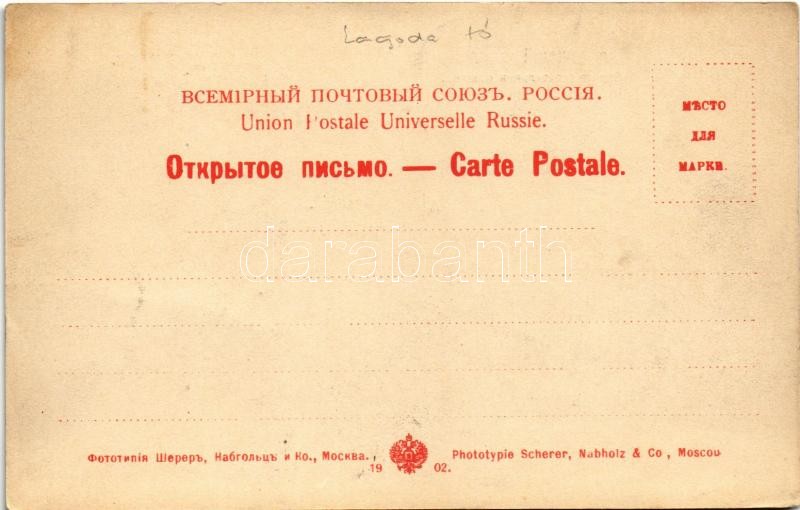 Lagoda tó
ВСЕМІРНЫЙ ПОЧТОВЫЙ СОЮЗЪ. РОССІЯ.
Union Postale Universelle Russie.
Открытое письмо. — Carte Postale.
МѢСТО
ДЛЯ
МАРКИ.
darabanth
Фототипія Шереръ, Набгольцъ и Ко., Москва.
1902.
Phototypie Scherer, Nabholz & Co, Moscou